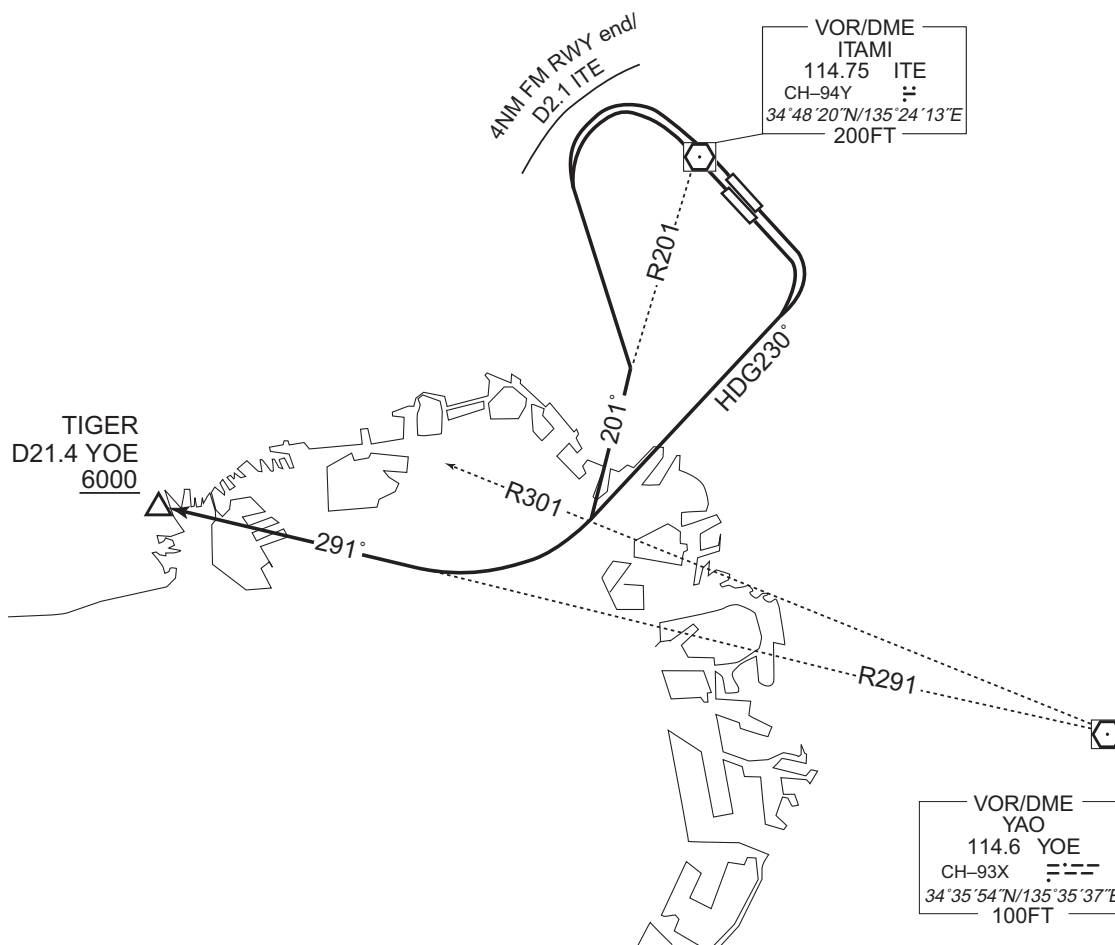 4NM FM RWY end/
D2.1 ITE
VOR/DME
ITAMI
114.75 ITE
CH–94Y
34°48´20˝N/135°24´13˝E
200FT
R201
HDG230°
201°
TIGER
D21.4 YOE
6000
R301
291°
R291
VOR/DME
YAO
114.6 YOE
CH–93X
34°35´54˝N/135°35´37˝E
100FT